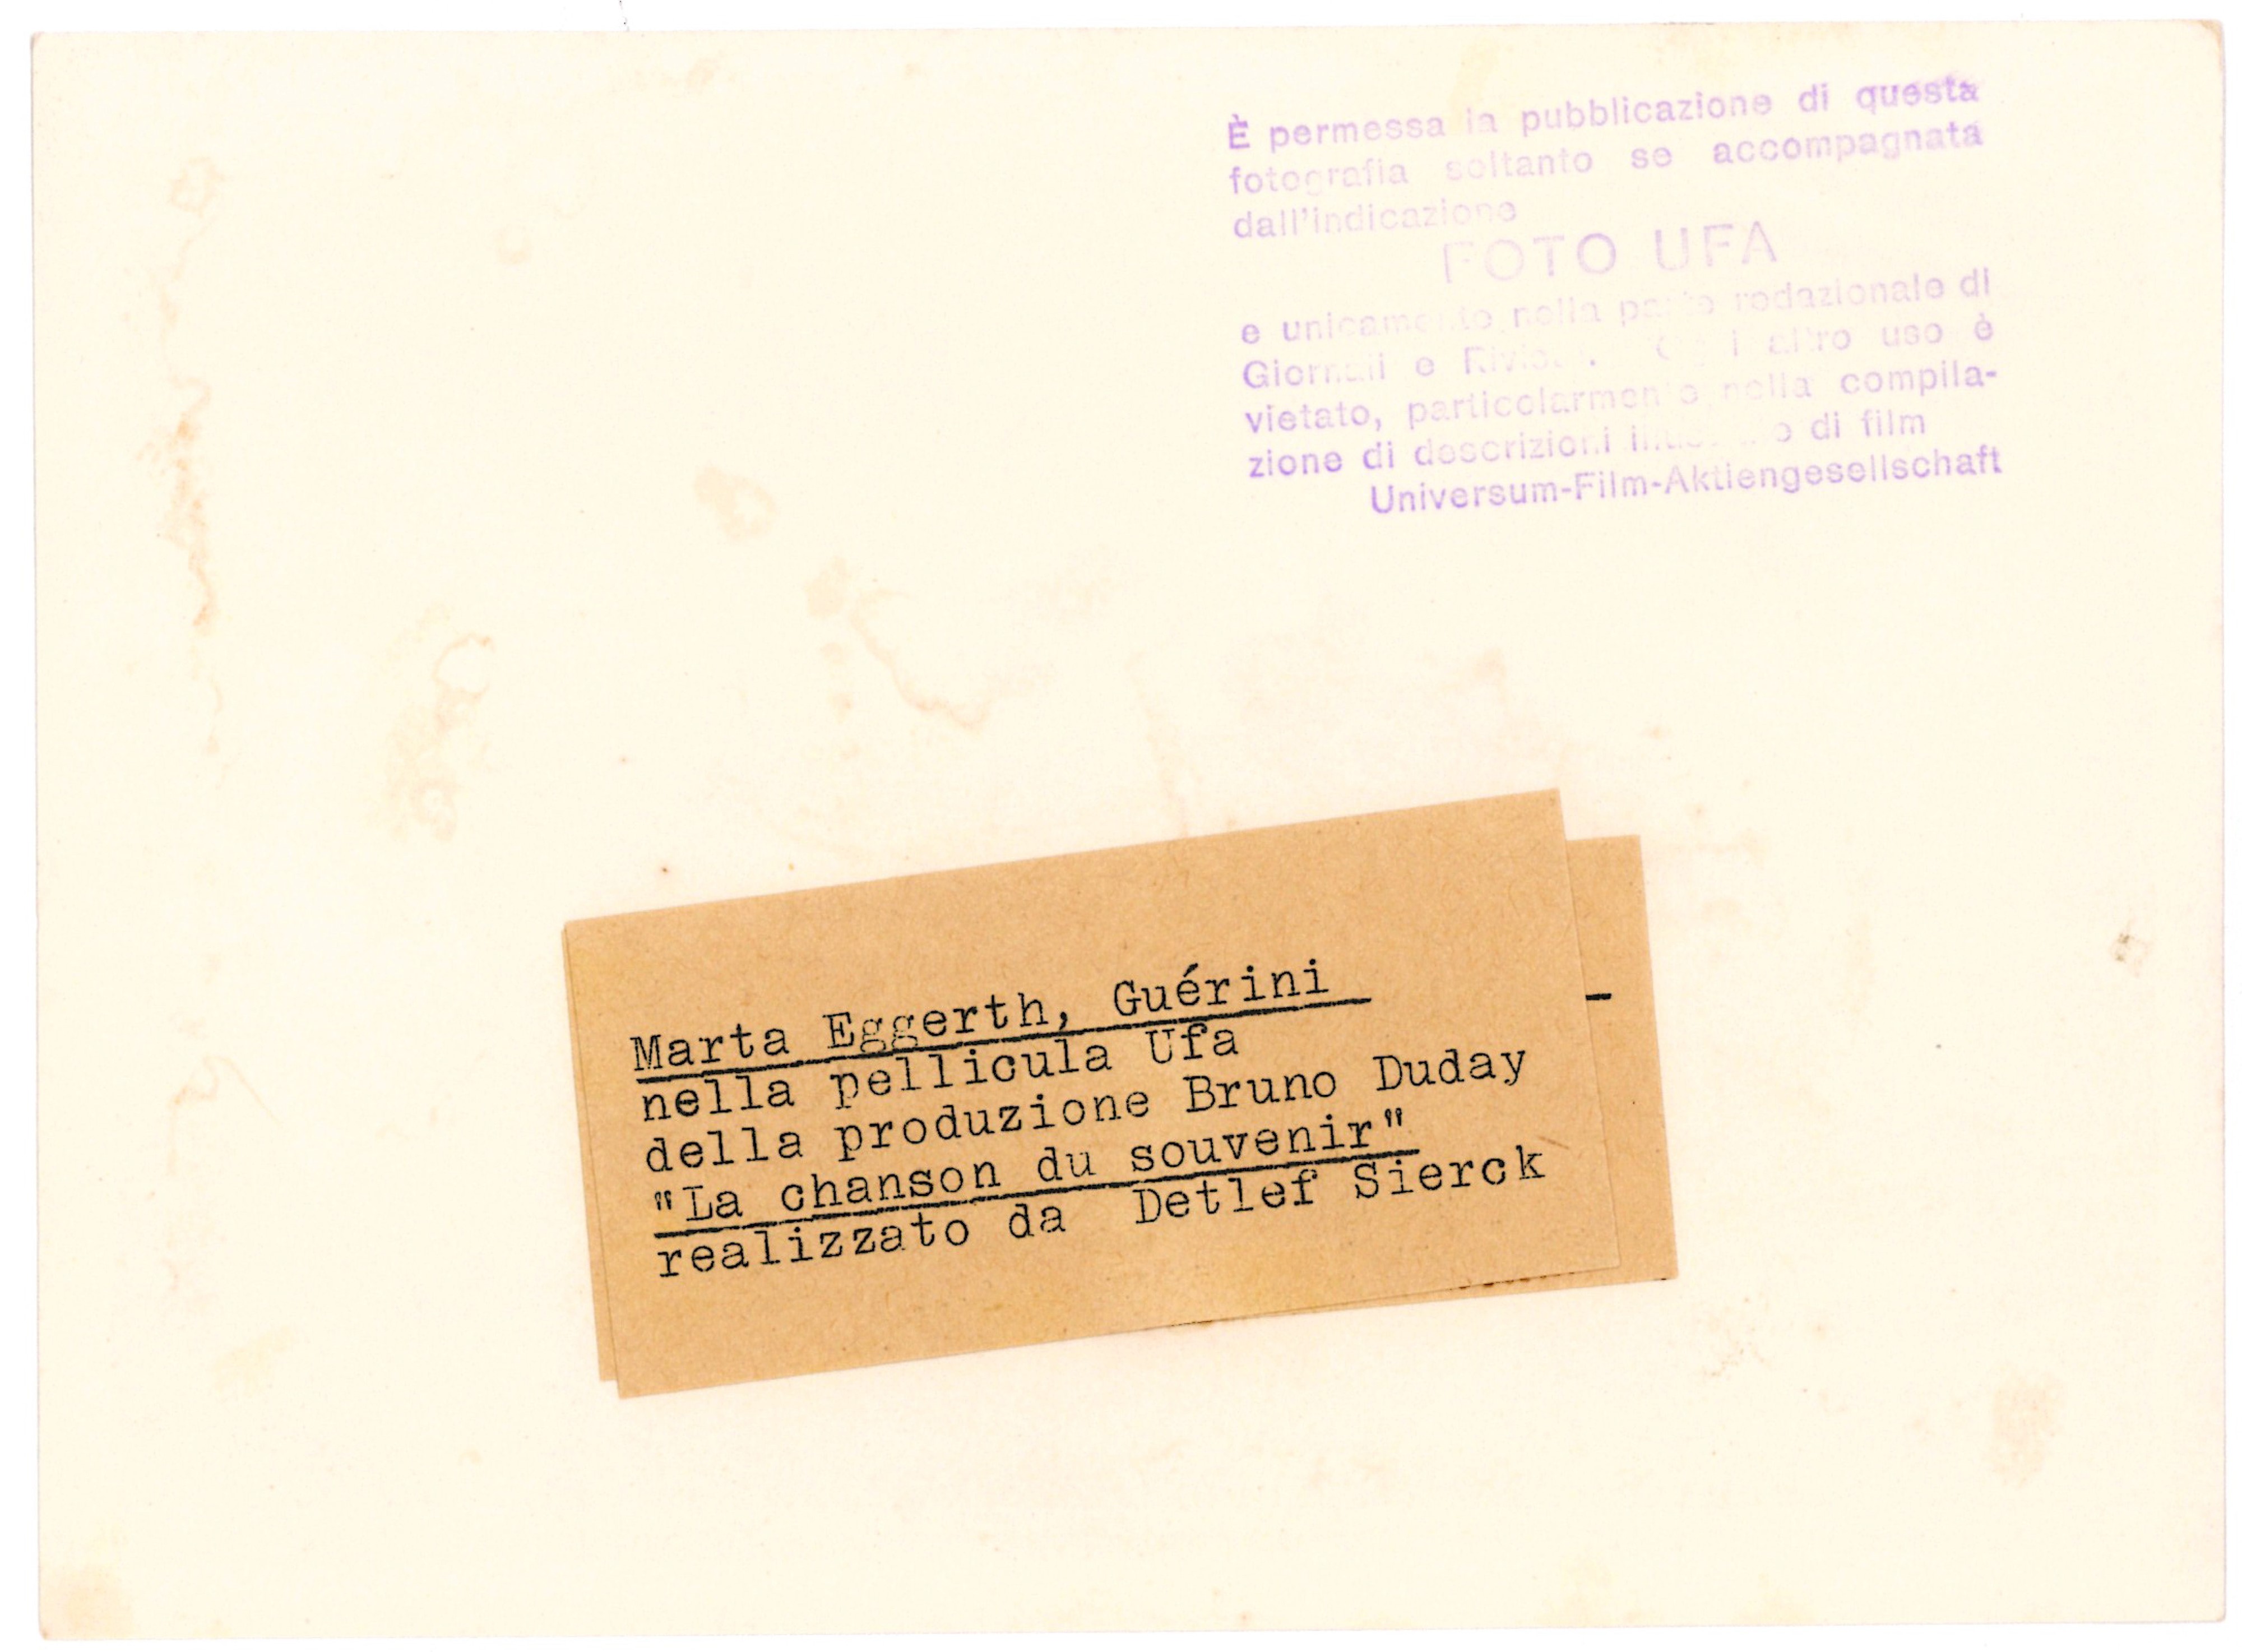 È permessa la pubblicazione di questa
fotografia soltanto se accompagnata
dall'indicazione
FOTO UFA
e unicamente nella parte redazionale di
Giornali e Riviste. altro uso è
vietato, particolarmente nella compila-
zione di descrizioni di film
Universum-Film-Aktiengesellschaft
Marta Eggerth, Guérini
nella pellicula Ufa
della produzione Bruno Duday
"La chanson du souvenir"
realizzato da Detlef Sierck